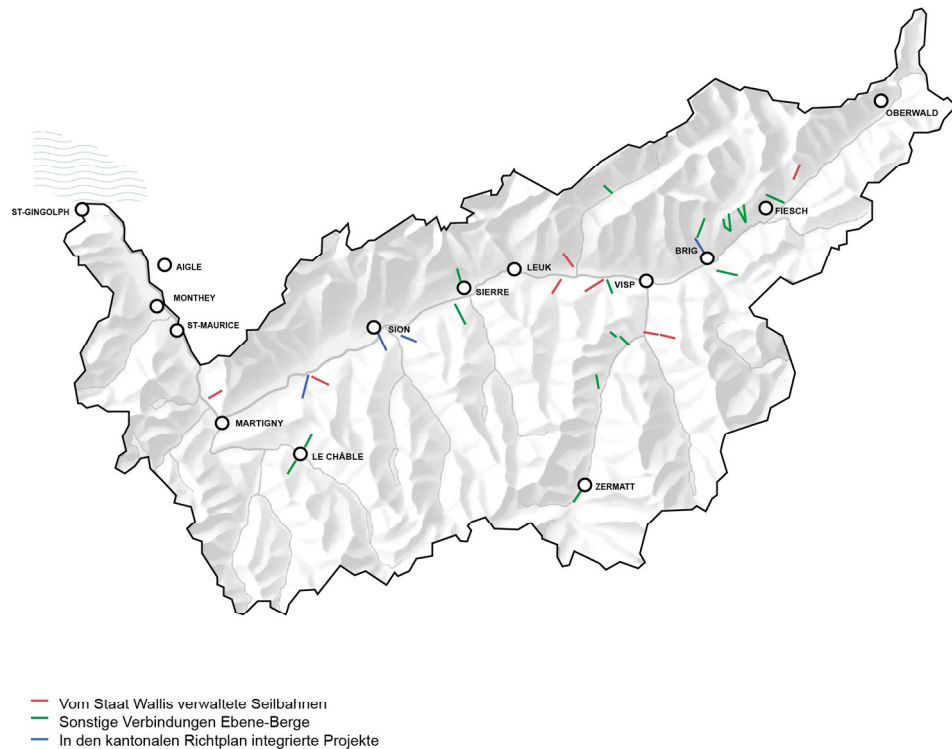 OBERWALD
ST-GINGOLPH
FIESCH
BRIG
AIGLE
LEUK
VISP
SIERRE
MONTHEY
ST-MAURICE
SION
MARTIGNY
LE CHÂBLE
ZERMATT
Vom Staat Wallis verwaltete Seilbahnen
Sonstige Verbindungen Ebene-Berge
In den kantonalen Richtplan integrierte Projekte